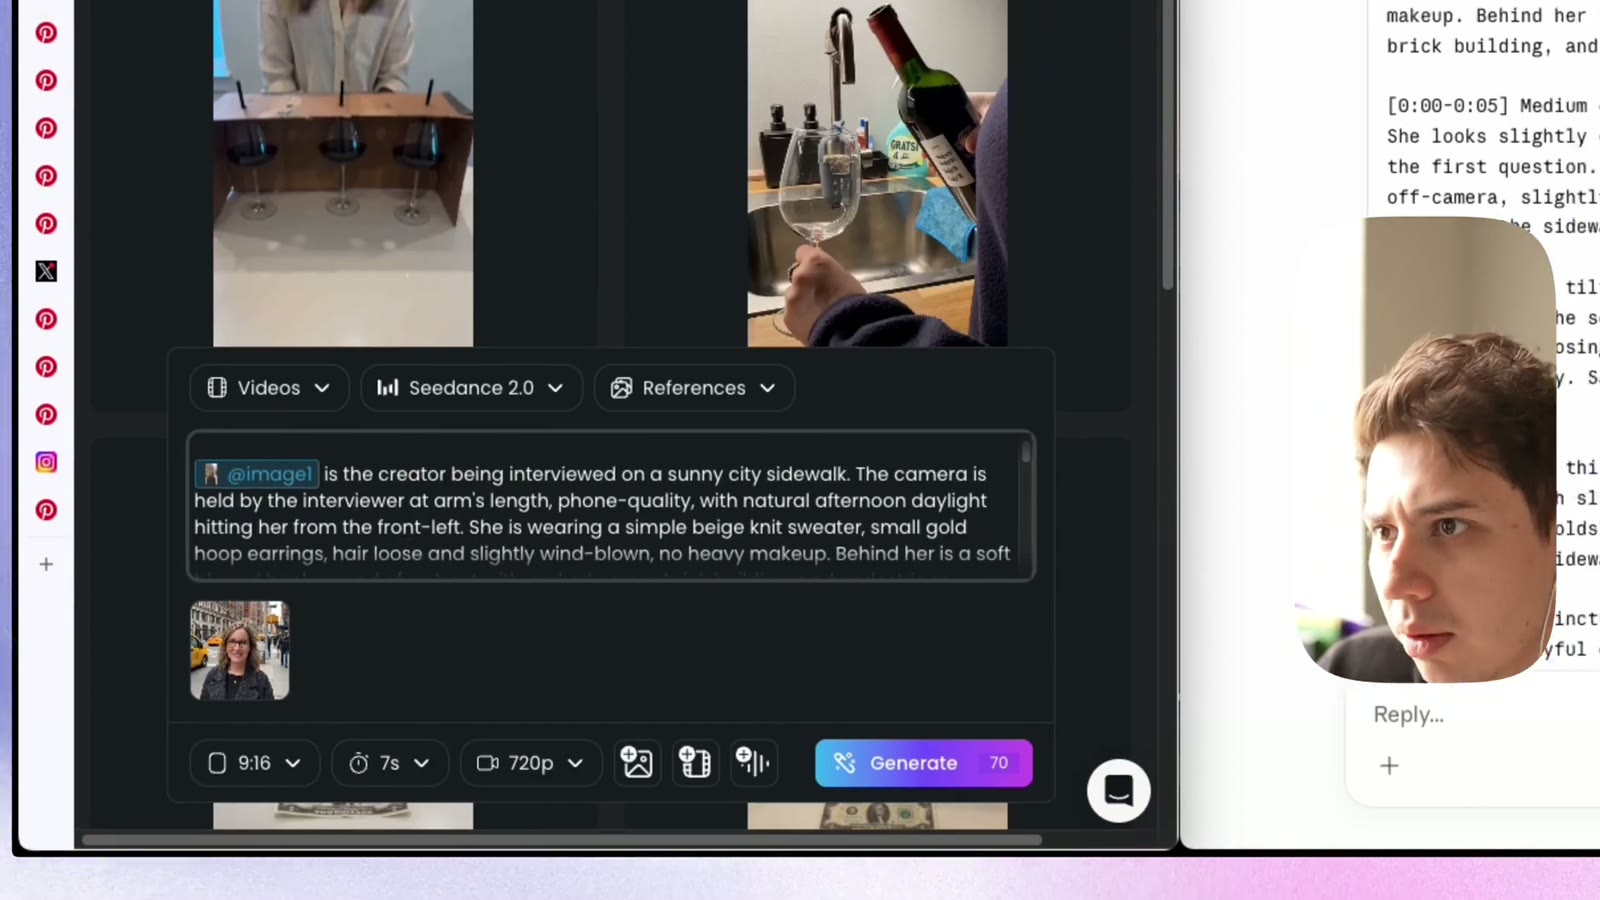 makeup. Behind her
brick building, and
[0:00-0:05] Medium
She looks slightly
the first question.
off-camera, slightly
sidew
GRATSI
Videos
Seedance 2.0
References
@image1 is the creator being interviewed on a sunny city sidewalk. The camera is
held by the interviewer at arm's length, phone-quality, with natural afternoon daylight
hitting her from the front-left. She is wearing a simple beige knit sweater, small gold
hoop earrings, hair loose and slightly wind-blown, no heavy makeup. Behind her is a soft
9:16
7s
720p
Generate 70
Reply...